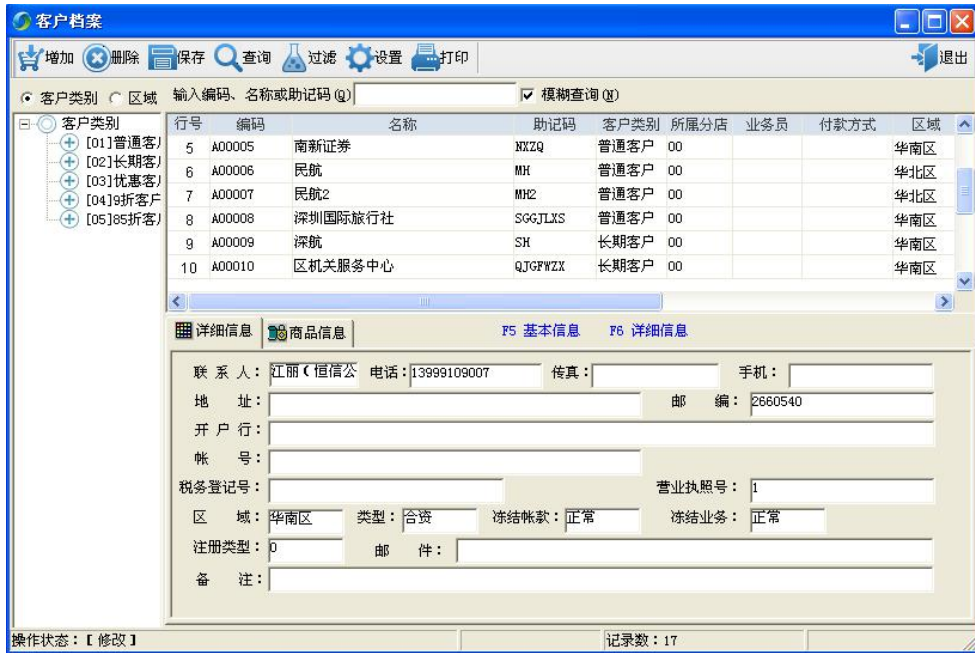 客户档案
增加 删除 保存 查询 过滤 设置 打印 退出
客户类别 区域 输入编码、名称或助记码(Q) 模糊查询(N)
客户类别
[01]普通客
[02]长期客
[03]优惠客
[04]9折客户
[05]85折客
行号 编码 名称 助记码 客户类别 所属分店 业务员 付款方式 区域
5 A00005 南新证券 NXZQ 普通客户 00 华南区
6 A00006 民航 MH 普通客户 00 华北区
7 A00007 民航2 MH2 普通客户 00 华北区
8 A00008 深圳国际旅行社 SGGJLXS 普通客户 00 华南区
9 A00009 深航 SH 长期客户 00 华南区
10 A00010 区机关服务中心 QJGFWZX 长期客户 00 华南区
详细信息 商品信息 F5 基本信息 F6 详细信息
联系人: 江丽(恒信公 电话:13999109007 传真: 手机:
地址: 邮编: 2660540
开户行:
帐号:
税务登记号: 营业执照号: 1
区域: 华南区 类型: 合资 冻结帐款: 正常 冻结业务: 正常
注册类型: 0 邮件:
备注:
操作状态:【修改】 记录数:17